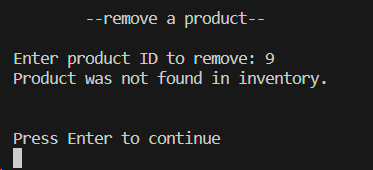 --remove a product--
Enter product ID to remove: 9
Product was not found in inventory.
Press Enter to continue